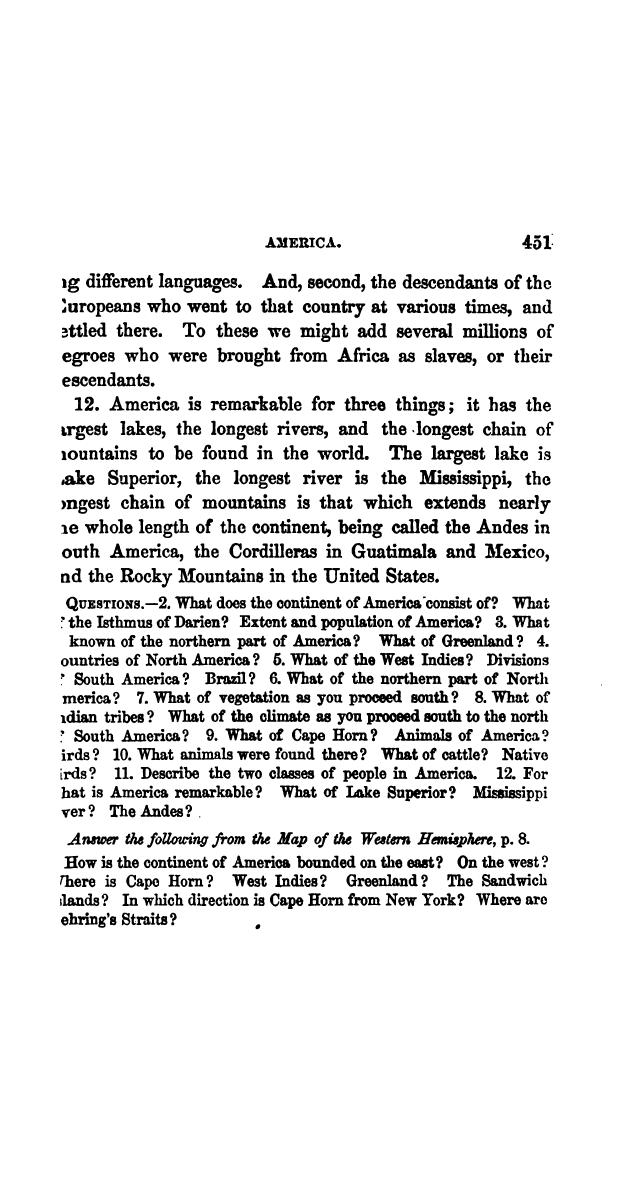 AMERICA. 451
ıg different languages. And, second, the descendants of the
uropeans who went to that country at various times, and
ettled there. To these we might add several millions of
egroes who were brought from Africa as slaves, or their
escendants.
12. America is remarkable for three things; it has the
rgest lakes, the longest rivers, and the longest chain of
ountains to be found in the world. The largest lake is
ake Superior, the longest river is the Mississippi, the
ngest chain of mountains is that which extends nearly
e whole length of the continent, being called the Andes in
outh America, the Cordilleras in Guatimala and Mexico,
nd the Rocky Mountains in the United States.
QUESTIONS.—2. What does the continent of America consist of? What
the Isthmus of Darien? Extent and population of America? 3. What
known of the northern part of America? What of Greenland? 4.
ountries of North America? 5. What of the West Indies? Divisions
South America? Brazil? 6. What of the northern part of North
merica? 7. What of vegetation as you proceed south? 8. What of
dian tribes? What of the climate as you proceed south to the north
South America? 9. What of Cape Horn? Animals of America?
irds? 10. What animals were found there? What of cattle? Native
irds? 11. Describe the two classes of people in America. 12. For
hat is America remarkable? What of Lake Superior? Mississippi
ver? The Andes?
Answer the following from the Map of the Western Hemisphere, p. 8.
How is the continent of America bounded on the east? On the west?
here is Cape Horn? West Indies? Greenland? The Sandwich
lands? In which direction is Cape Horn from New York? Where are
ehring's Straits?